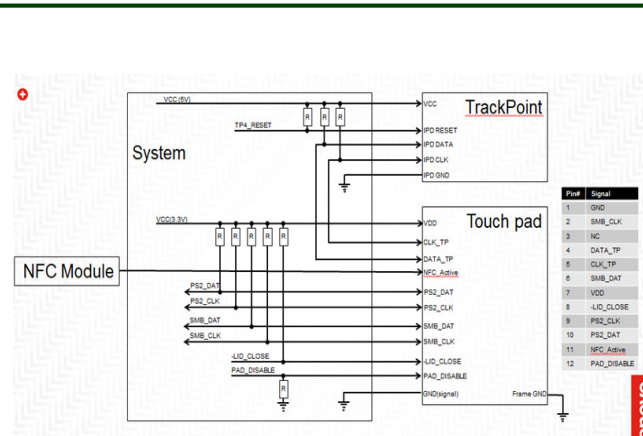 VCC(5V)
VCC
TrackPoint
R R R
TP4_RESET
IPD RESET
IPD DATA
System
IPD CLK
IPD GND
Pin# Signal
1 GND
2 SMB_CLK
3 NC
4 DATA_TP
5 CLK_TP
6 SMB_DAT
7 VDD
8 -LID_CLOSE
9 PS2_CLK
10 PS2_DAT
11 NFC_Active
12 PAD_DISABLE
VCC(3.3V)
VDD
Touch pad
R R R R R
CLK_TP
DATA_TP
NFC Module
NFC_Active
PS2_DAT
PS2_DAT
PS2_CLK
PS2_CLK
SMB_DAT
SMB_DAT
SMB_CLK
SMB_CLK
-LID_CLOSE
-LID_CLOSE
PAD_DISABLE
PAD_DISABLE
R
GND(signal)
Frame GND